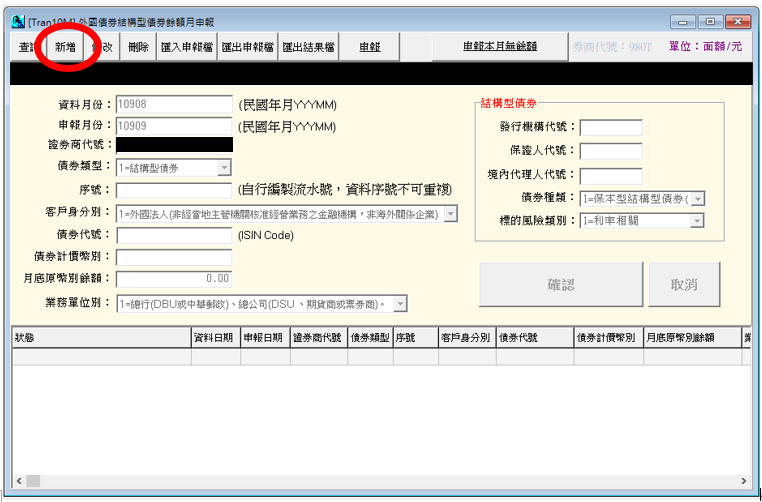 [Tran10M] 外國債券結構型債券餘額月申報
查詢 新增 修改 刪除 匯入申報檔 匯出申報檔 匯出結果檔 申報 申報本月無餘額 券商代號：980T 單位：面額/元
資料月份： 10908 (民國年月YYYMM)
申報月份： 10909 (民國年月YYYMM)
證券商代號：
債券類型： 1=結構型債券
序號： (自行編製流水號，資料序號不可重複)
客戶身分別： 1=外國法人(非經當地主管機關核准經營業務之金融機構，非海外關係企業)
債券代號： (ISIN Code)
債券計價幣別：
月底原幣別餘額： 0.00
業務單位別： 1=總行(DBU或中華郵政)、總公司(DSU、期貨商或票券商)。
結構型債券
發行機構代號：
保證人代號：
境內代理人代號：
債券種類： 1=保本型結構型債券(
標的風險類別： 1=利率相關
確認 取消
狀態 資料日期 申報日期 證券商代號 債券類型 序號 客戶身分別 債券代號 債券計價幣別 月底原幣別餘額